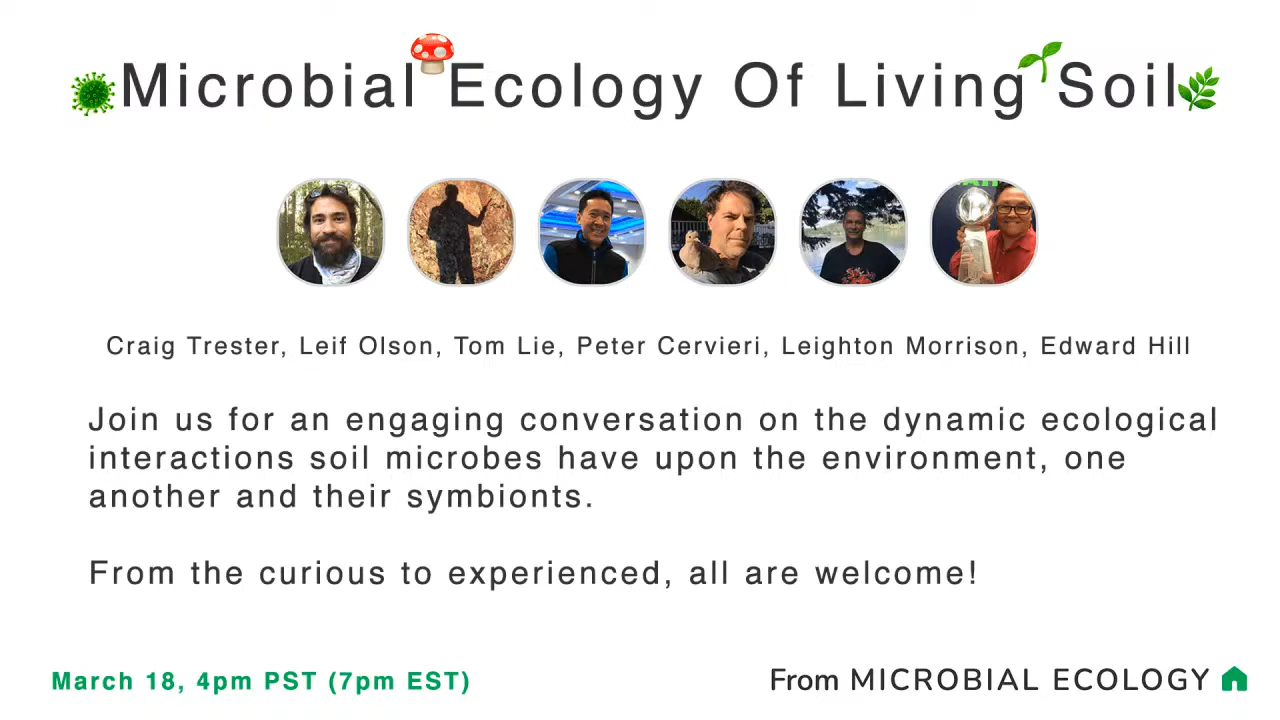 Microbial Ecology Of Living Soil
Craig Trester, Leif Olson, Tom Lie, Peter Cervieri, Leighton Morrison, Edward Hill
Join us for an engaging conversation on the dynamic ecological
interactions soil microbes have upon the environment, one
another and their symbionts.
From the curious to experienced, all are welcome!
March 18, 4pm PST (7pm EST)
From MICROBIAL ECOLOGY